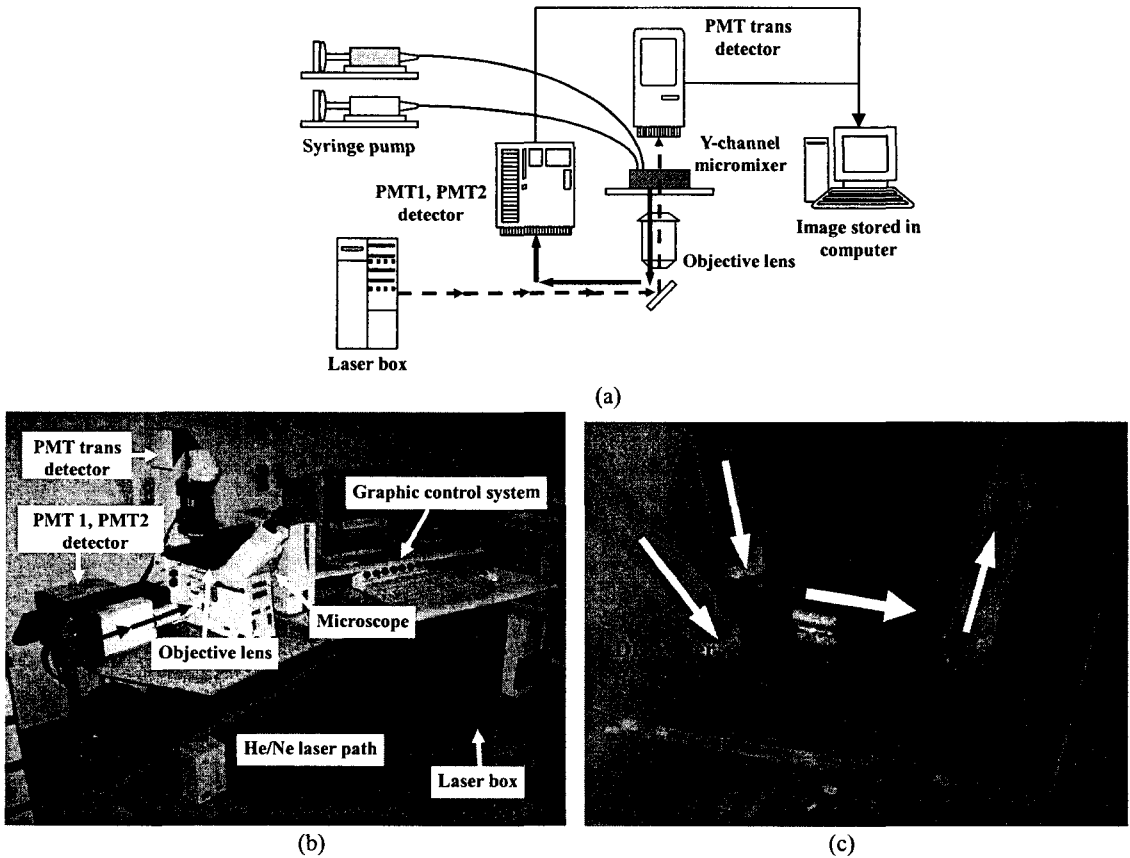 PMT trans
detector
Syringe pump
Y-channel
micromixer
PMT1, PMT2
detector
Image stored in
computer
Objective lens
Laser box
(a)
PMT trans
detector
Graphic control system
PMT 1, PMT2
detector
Microscope
Objective lens
He/Ne laser path
Laser box
(b)
(c)